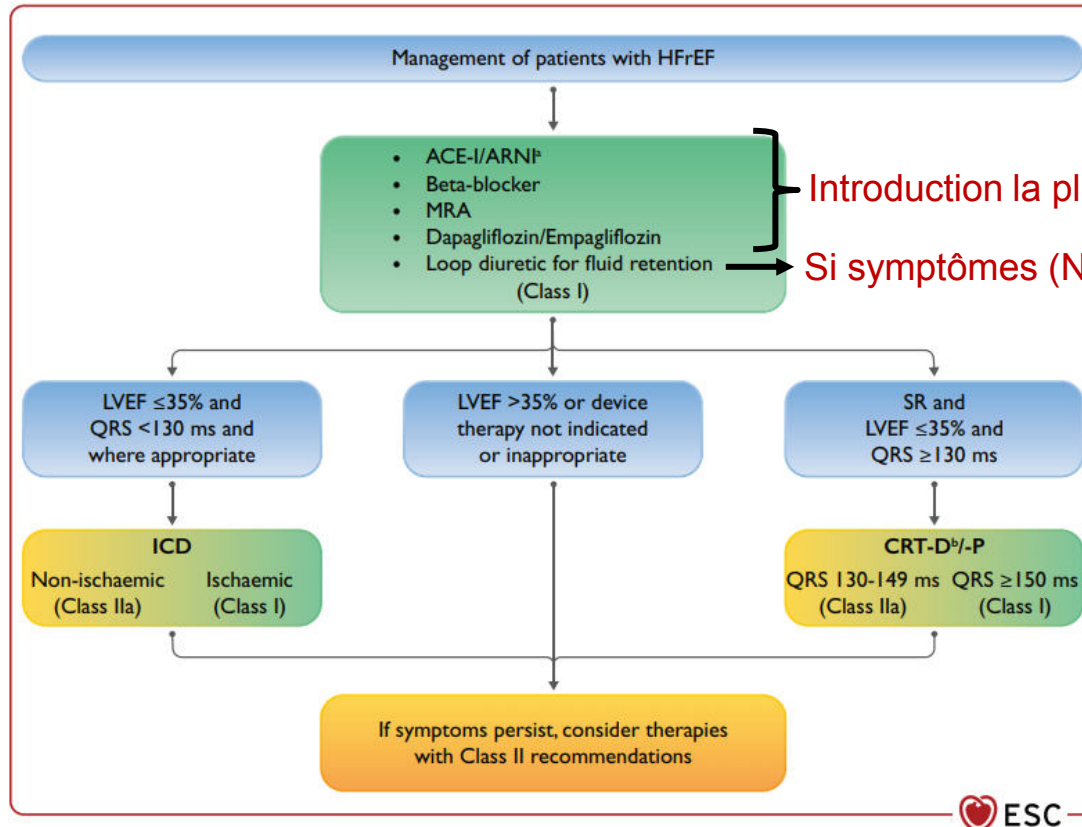 Management of patients with HFrEF
• ACE-I/ARNIᵃ
• Beta-blocker
• MRA
• Dapagliflozin/Empagliflozin
• Loop diuretic for fluid retention
(Class I)
Introduction la pl
Si symptômes (N
LVEF ≤35% and
QRS <130 ms and
where appropriate
LVEF >35% or device
therapy not indicated
or inappropriate
SR and
LVEF ≤35% and
QRS ≥130 ms
ICD
Non-ischaemic
(Class IIa)
Ischaemic
(Class I)
CRT-Dᵇ/-P
QRS 130-149 ms
(Class IIa)
QRS ≥150 ms
(Class I)
If symptoms persist, consider therapies
with Class II recommendations
ESC